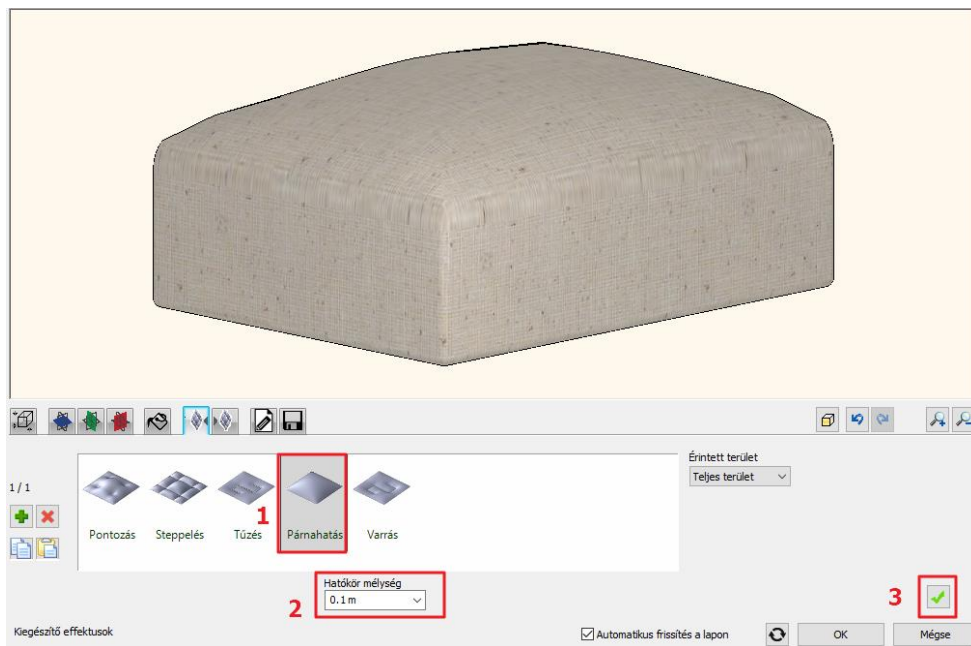 Érintett terület
Teljes terület
1 / 1
1
Pontozás Steppelés Tűzés Párnahatás Varrás
Hatókör mélység
2 0.1 m
3
Kiegészítő effektusok
Automatikus frissítés a lapon
OK
Mégse